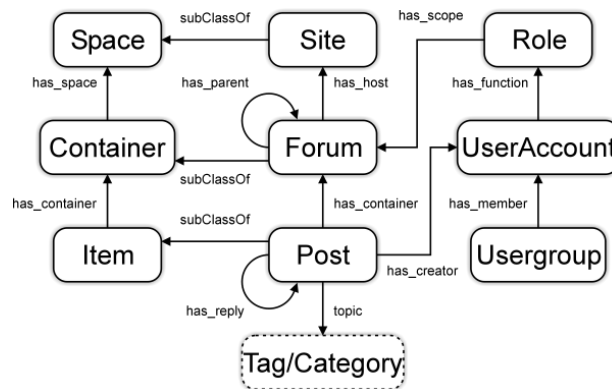 subClassOf
has_scope
Space
Site
Role
has_space
has_parent
has_host
has_function
Container
Forum
UserAccount
subClassOf
has_container
subClassOf
has_container
has_member
Item
Post
Usergroup
has_creator
has_reply
topic
Tag/Category